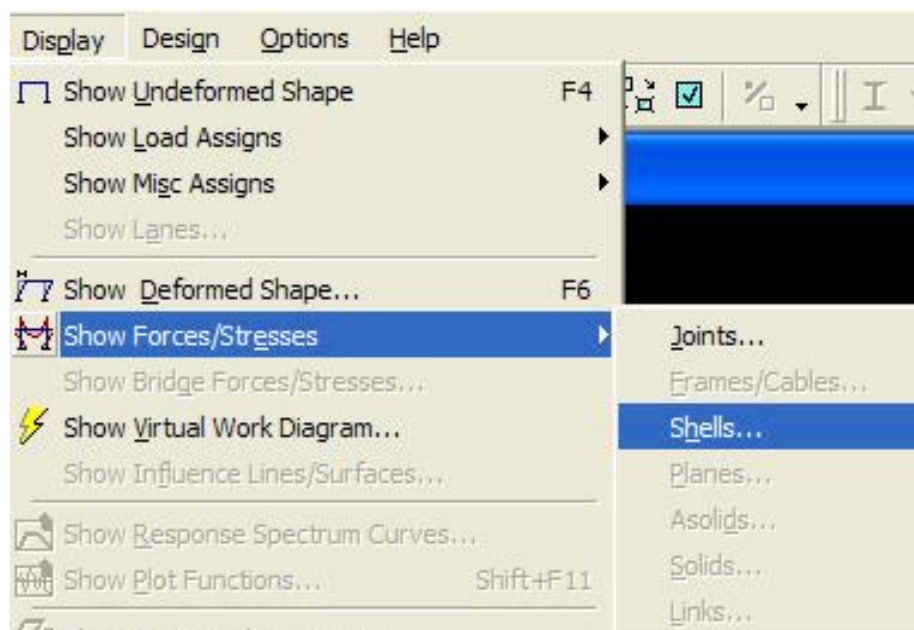 Display Design Options Help
Show Undeformed Shape F4
Show Load Assigns
Show Misc Assigns
Show Lanes...
Show Deformed Shape... F6
Show Forces/Stresses
Joints...
Show Bridge Forces/Stresses...
Frames/Cables...
Show Virtual Work Diagram...
Shells...
Show Influence Lines/Surfaces...
Planes...
Asolids...
Show Response Spectrum Curves...
Solids...
Show Plot Functions... Shift+F11
Links...